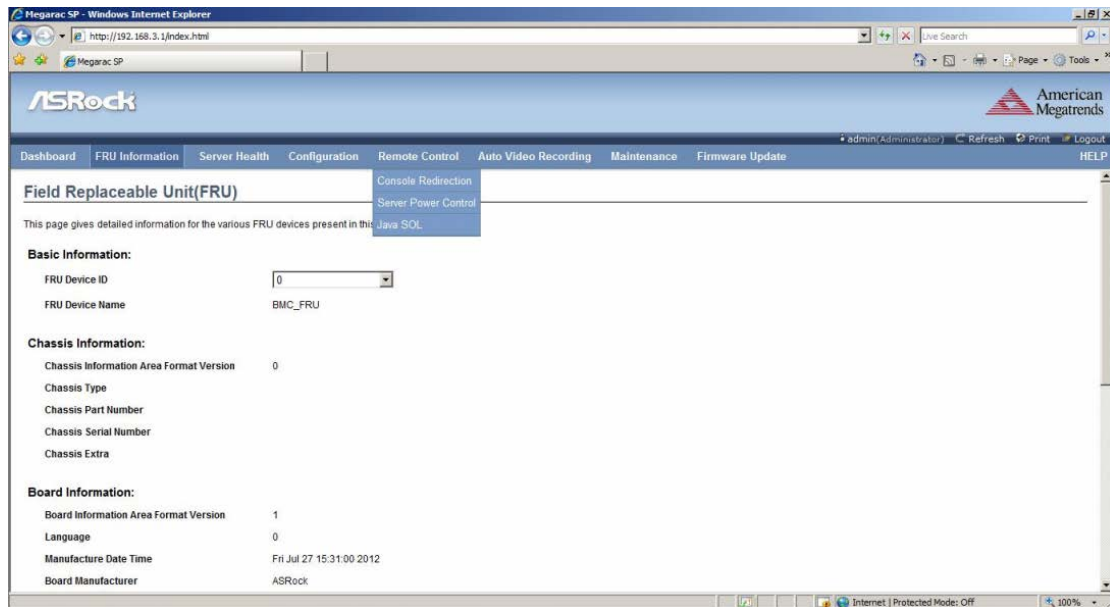 Megarac SP - Windows Internet Explorer
http://192.168.3.1/index.html
Live Search
Megarac SP
Page
Tools
ASRock
American
Megatrends
admin(Administrator) Refresh Print Logout
Dashboard FRU Information Server Health Configuration Remote Control Auto Video Recording Maintenance Firmware Update HELP
Console Redirection
Server Power Control
Java SOL
Field Replaceable Unit(FRU)
This page gives detailed information for the various FRU devices present in this
Basic Information:
FRU Device ID 0
FRU Device Name BMC_FRU
Chassis Information:
Chassis Information Area Format Version 0
Chassis Type
Chassis Part Number
Chassis Serial Number
Chassis Extra
Board Information:
Board Information Area Format Version 1
Language 0
Manufacture Date Time Fri Jul 27 15:31:00 2012
Board Manufacturer ASRock
Internet | Protected Mode: Off 100%